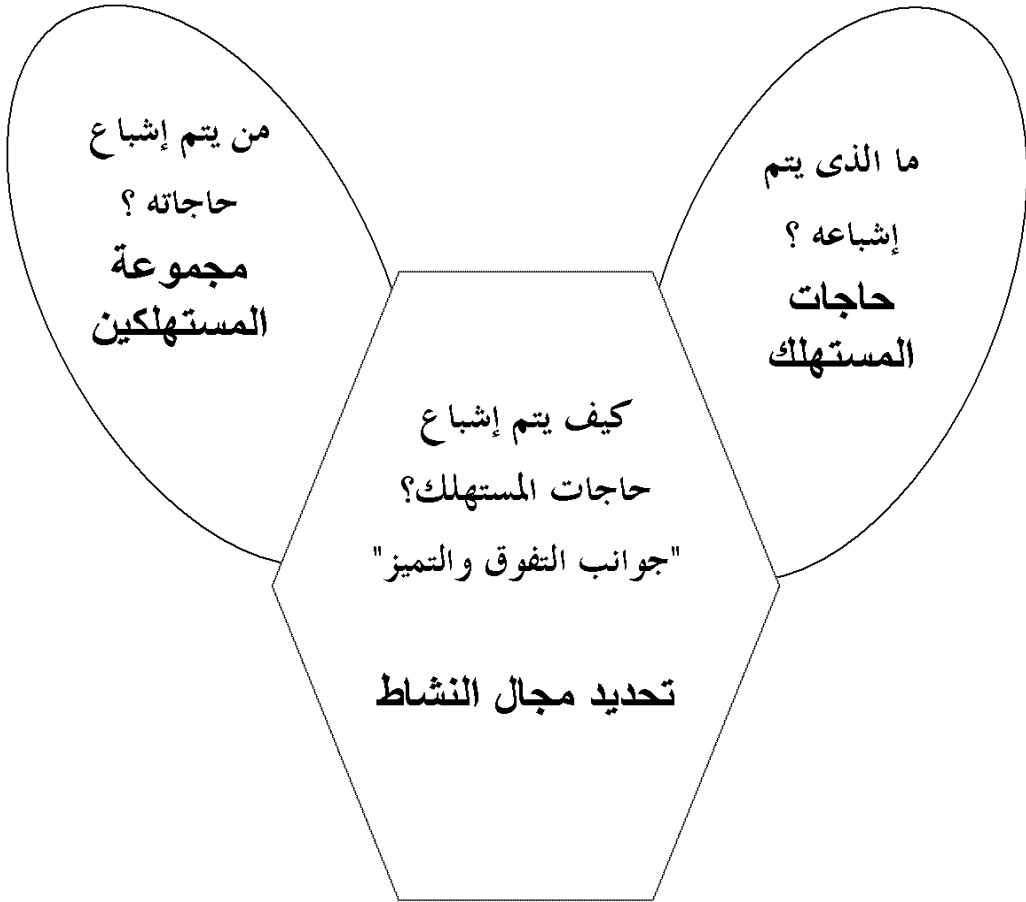 ما الذى يتم
إشباعه ؟
حاجات
المستهلك
من يتم إشباع
حاجاته ؟
مجموعة
المستهلكين
كيف يتم إشباع
حاجات المستهلك؟
"جوانب التفوق والتميز"
تحديد مجال النشاط